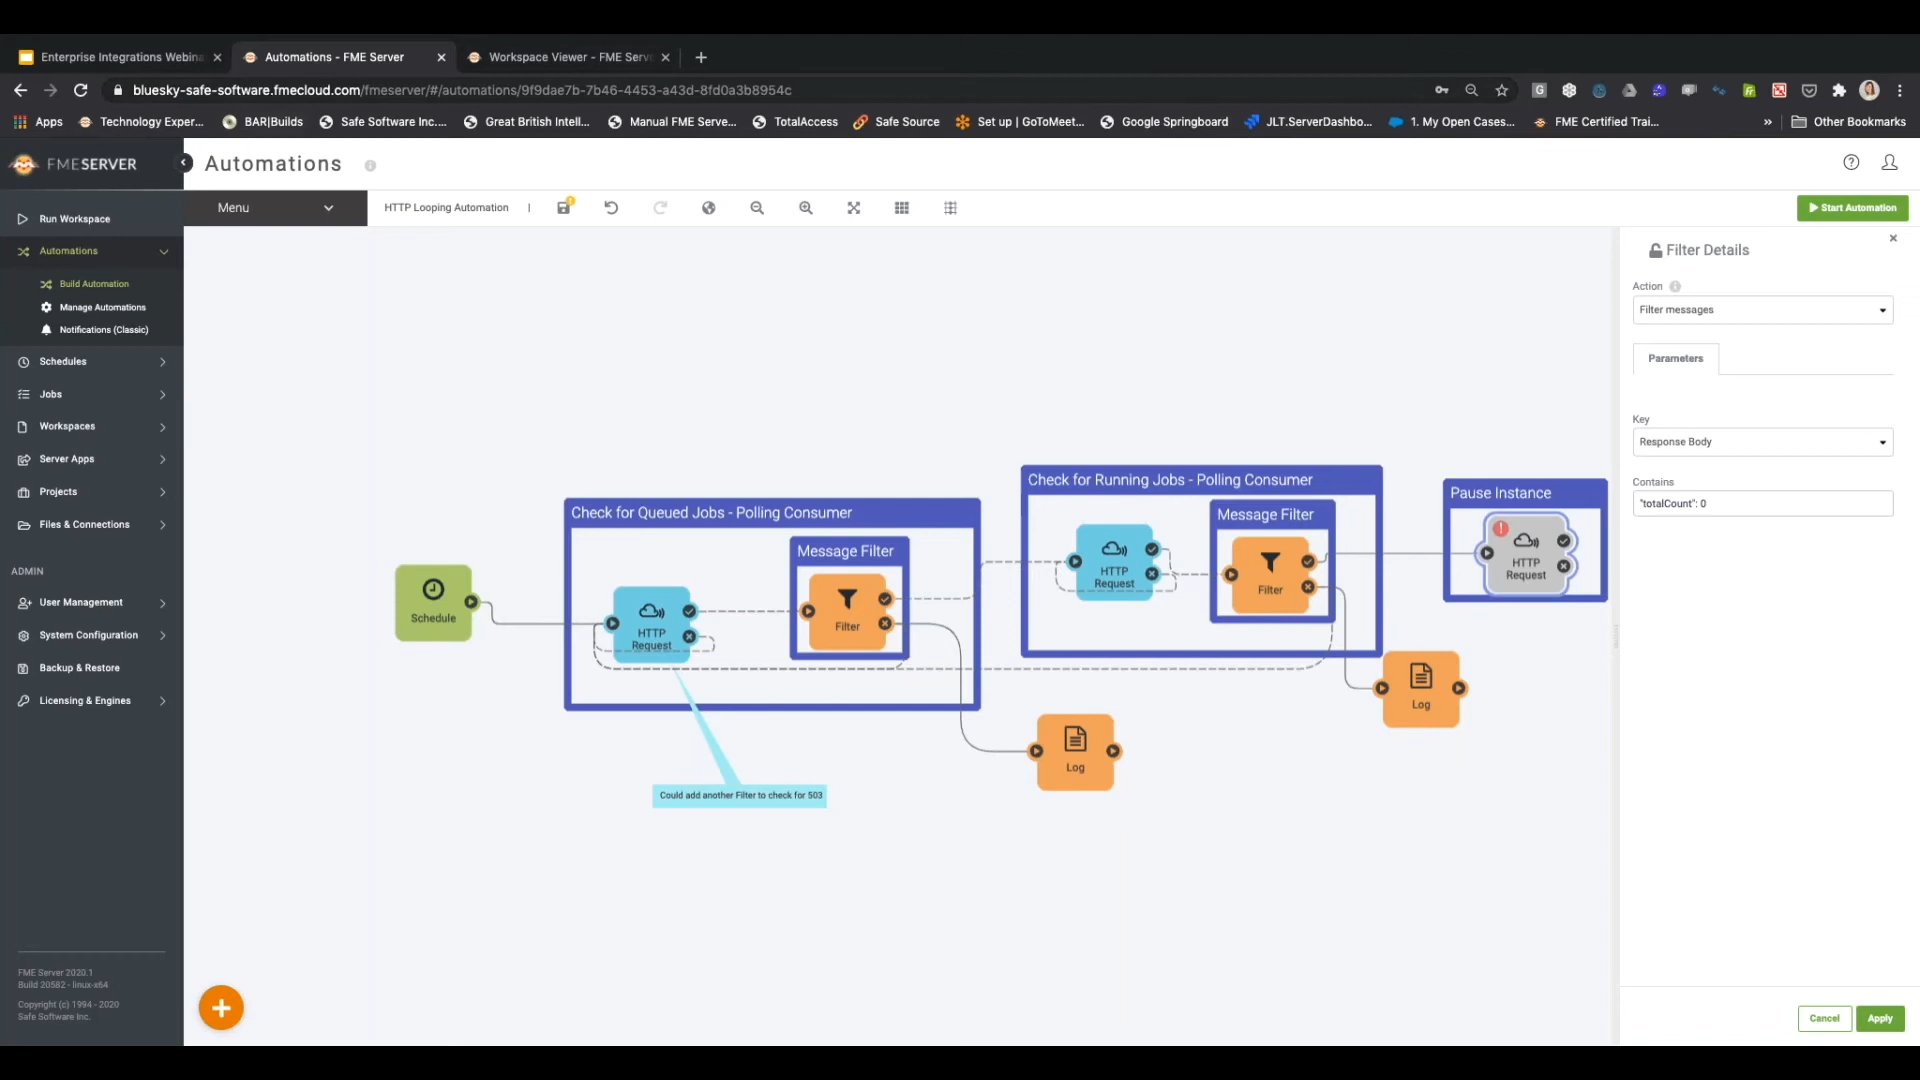 Enterprise Integrations Webina
Automations - FME Server
Workspace Viewer - FME Serv
bluesky-safe-software.fmecloud.com/fmeserver/#/automations/9f9dae7b-7b46-4453-a43d-8fd0a3b8954c
Apps
Technology Exper...
BAR|Builds
Safe Software Inc....
Great British Intell...
Manual FME Serve...
TotalAccess
Safe Source
Set up | GoToMeet...
Google Springboard
JLT.ServerDashbo...
1. My Open Cases...
FME Certified Trai...
»
Other Bookmarks
FMESERVER
Automations
Menu
HTTP Looping Automation
Start Automation
Run Workspace
Automations
Build Automation
Manage Automations
Notifications (Classic)
Schedules
Jobs
Workspaces
Server Apps
Projects
Files & Connections
ADMIN
User Management
System Configuration
Backup & Restore
Licensing & Engines
FME Server 2020.1
Build 20582 - linux-x64
Copyright (c) 1994 - 2020
Safe Software Inc.
Schedule
Check for Queued Jobs - Polling Consumer
HTTP
Request
Message Filter
Filter
Could add another Filter to check for 503
Log
Check for Running Jobs - Polling Consumer
HTTP
Request
Message Filter
Filter
Log
Pause Instance
HTTP
Request
Filter Details
Action
Filter messages
Parameters
Key
Response Body
Contains
"totalCount": 0
Cancel
Apply